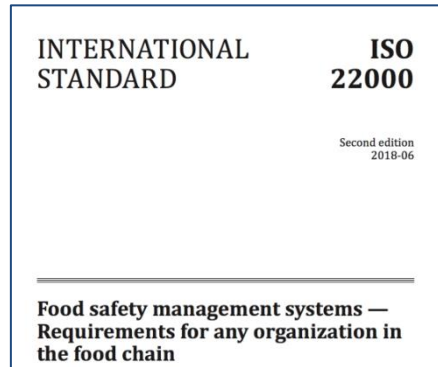 INTERNATIONAL STANDARD
ISO 22000
Second edition
2018-06
Food safety management systems —
Requirements for any organization in
the food chain